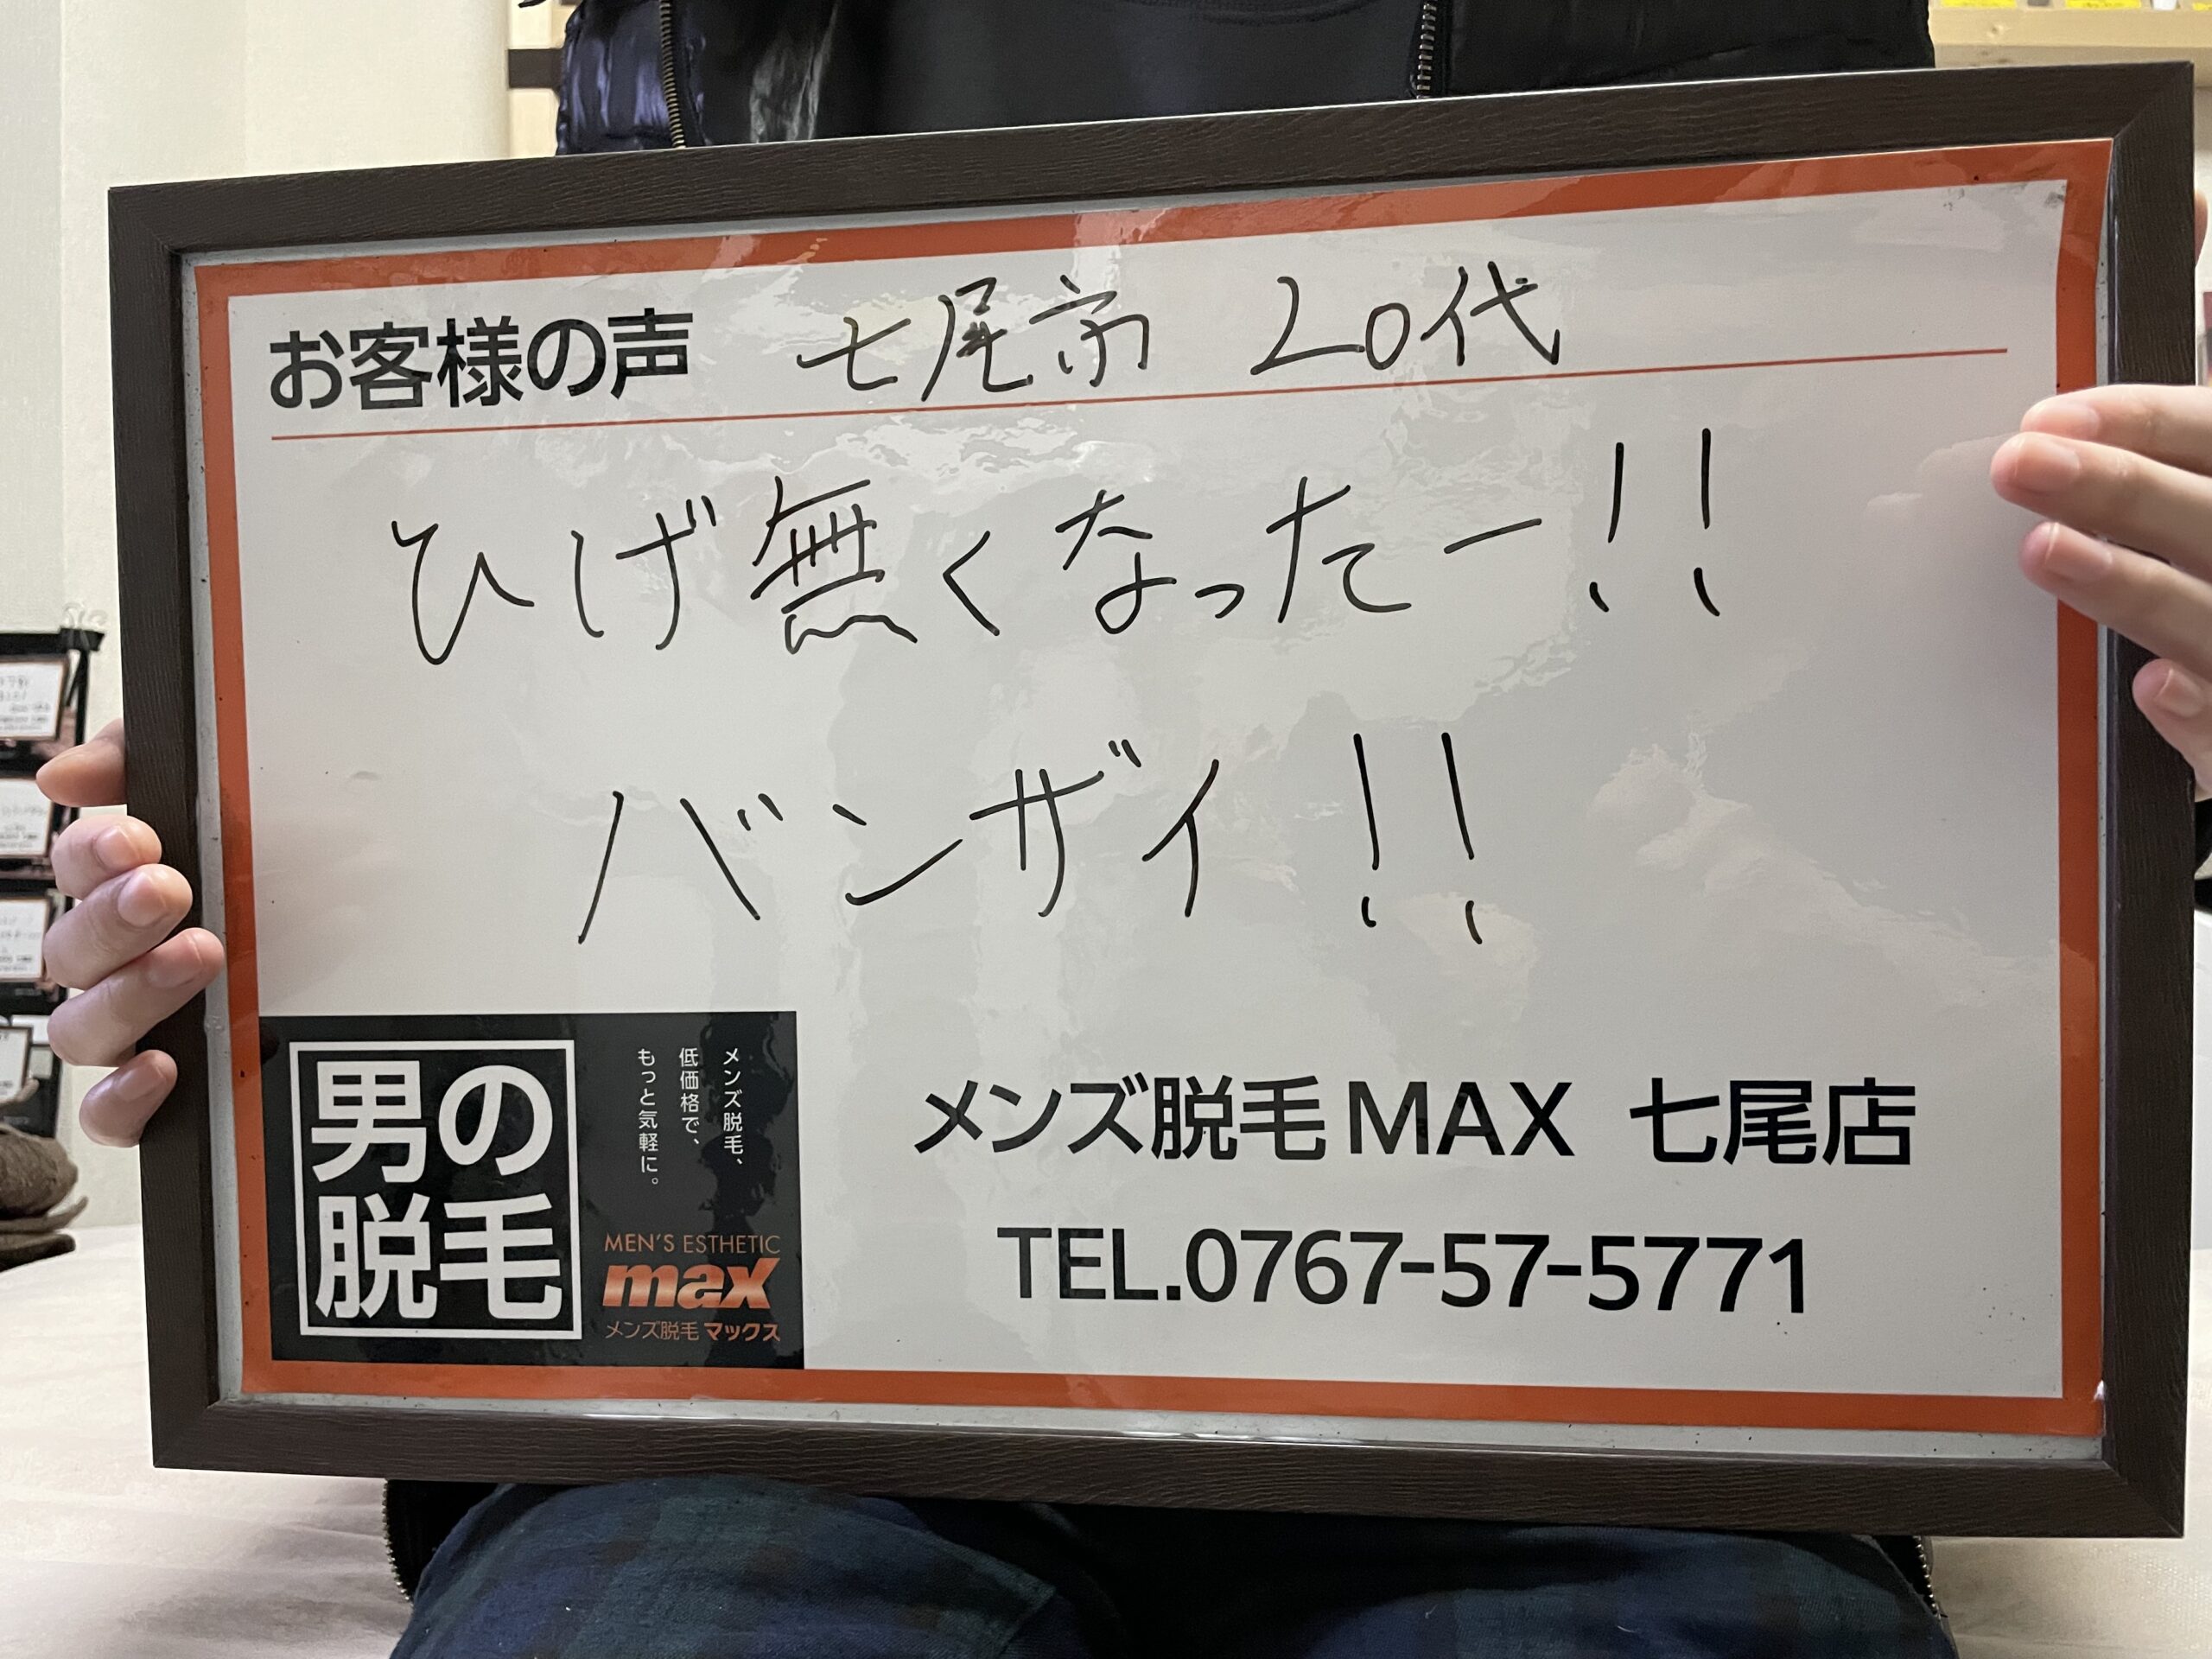 お客様の声 七尾市 20代
ひげ無くなったー!!
バンザイ!!
男の
脱毛
メンズ脱毛、
低価格で、
もっと気軽に。
MEN'S ESTHETIC
max
メンズ脱毛マックス
メンズ脱毛MAX 七尾店
TEL.0767-57-5771